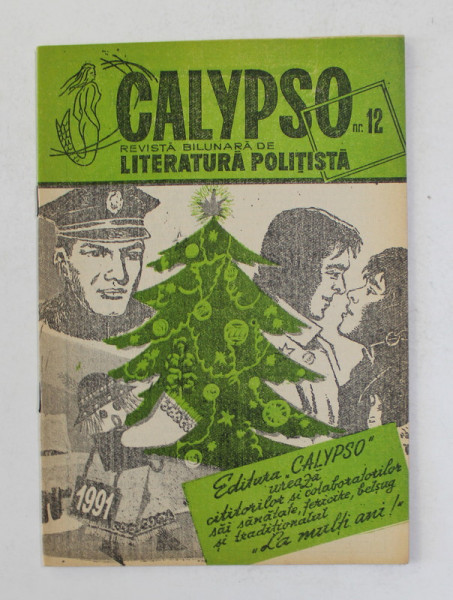 CALYPSO
nr. 12
REVISTĂ BILUNARĂ DE
LITERATURĂ POLIȚISTĂ
1991
Editura "CALYPSO"
urează
cititorilor și colaboratorilor
săi sănătate, fericire, belșug
și tradiționalul
"La mulți ani!"